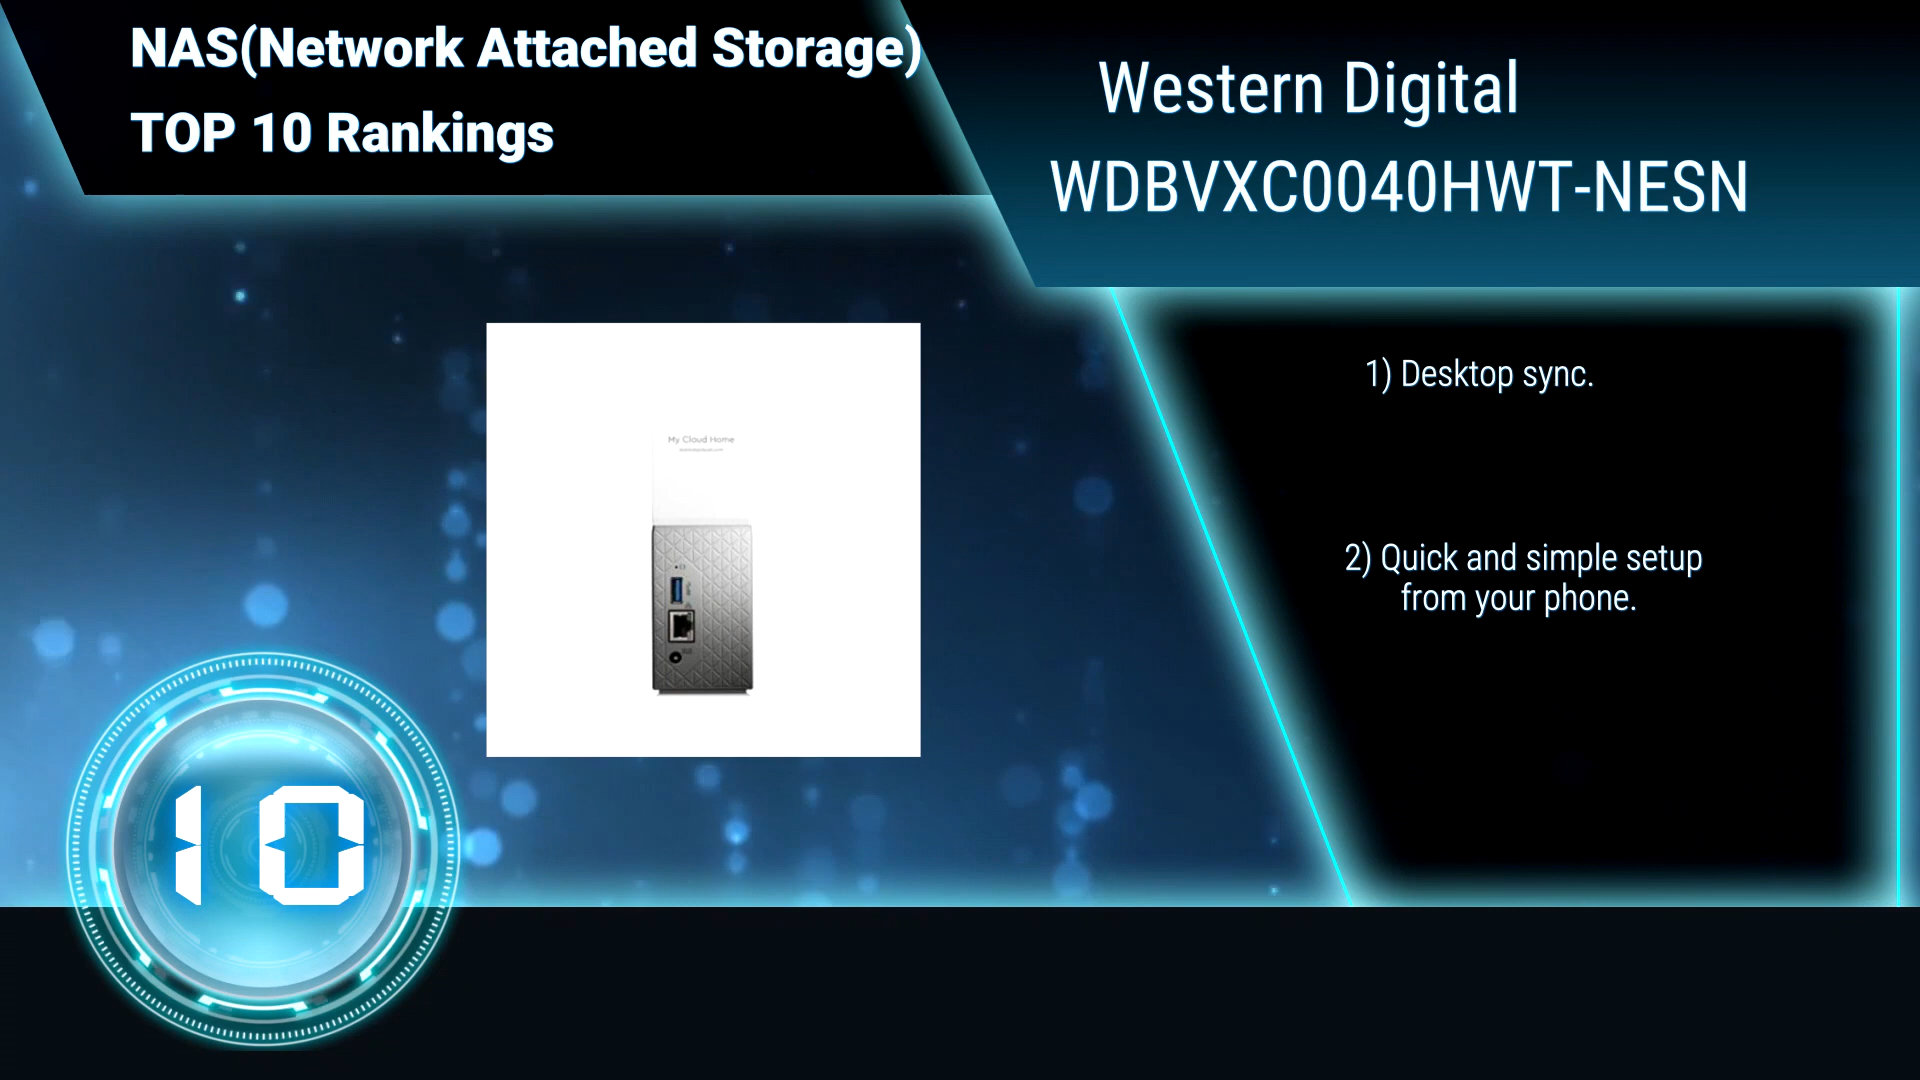 NAS(Network Attached Storage)
TOP 10 Rankings
Western Digital
WDBVXC0040HWT-NESN
My Cloud Home
1) Desktop sync.
2) Quick and simple setup
from your phone.
10